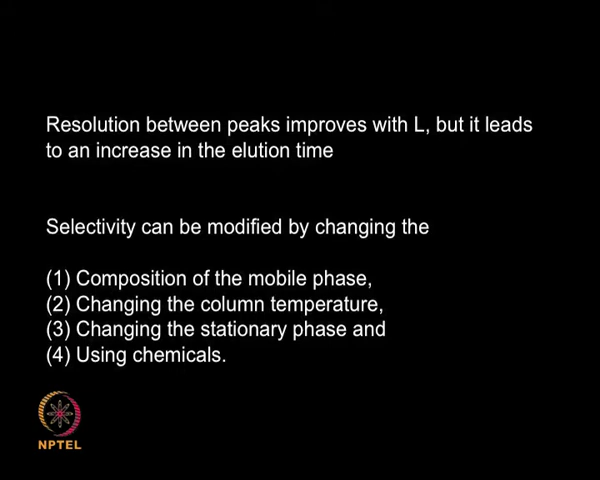 Resolution between peaks improves with L, but it leads
to an increase in the elution time
Selectivity can be modified by changing the
(1) Composition of the mobile phase,
(2) Changing the column temperature,
(3) Changing the stationary phase and
(4) Using chemicals.
NPTEL